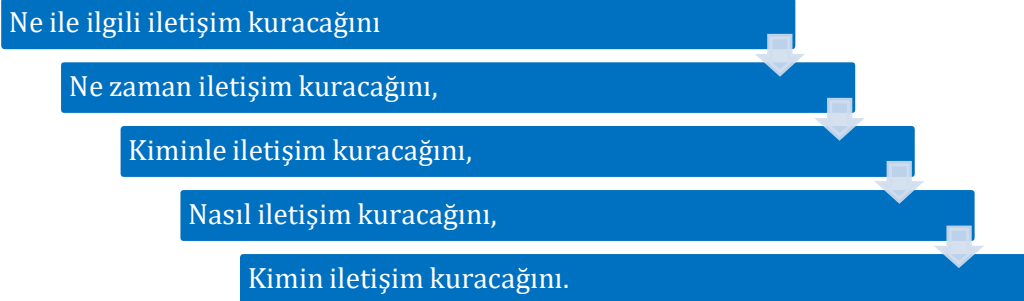 Ne ile ilgili iletişim kuracağını
Ne zaman iletişim kuracağını,
Kiminle iletişim kuracağını,
Nasıl iletişim kuracağını,
Kimin iletişim kuracağını.